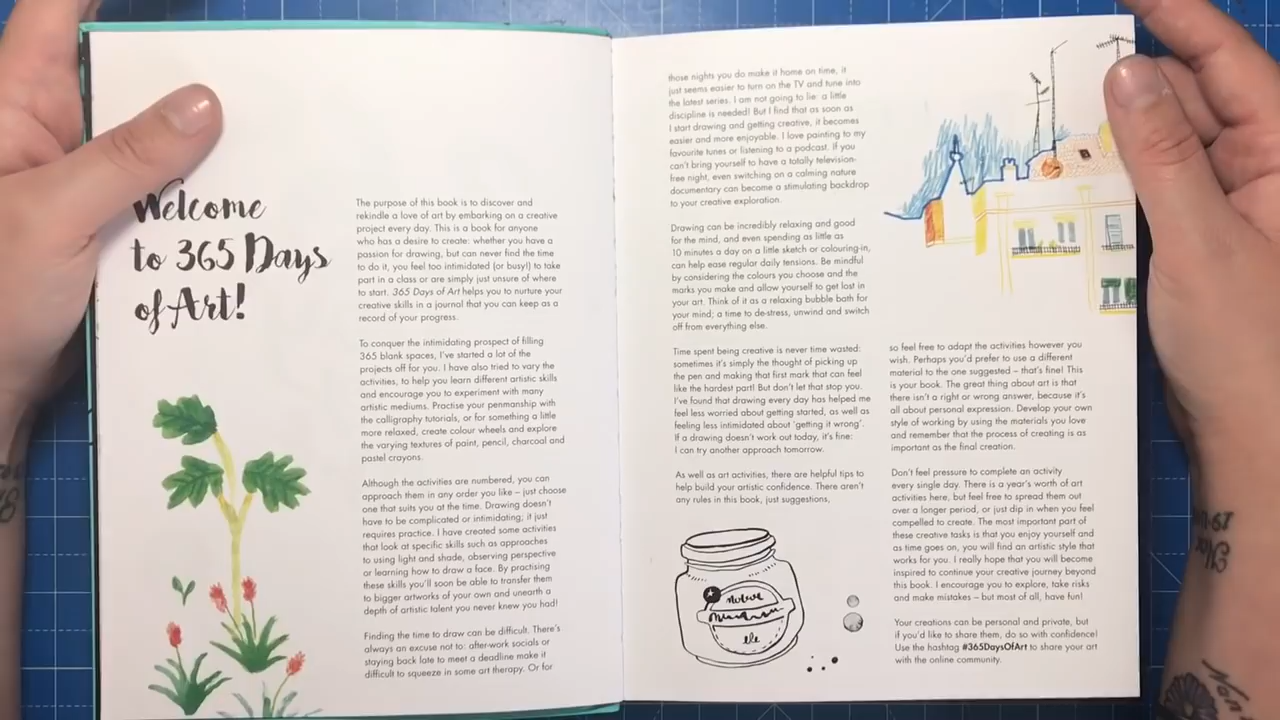 Welcome
to 365 Days
of Art!
The purpose of this book is to discover and
rekindle a love of art by embarking on a creative
project every day. This is a book for anyone
who has a desire to create: whether you have a
passion for drawing, but can never find the time
to do it, you feel too intimidated (or busy!) to take
part in a class or are simply just unsure of where
to start. 365 Days of Art helps you to nurture your
creative skills in a journal that you can keep as a
record of your progress.
To conquer the intimidating prospect of filling
365 blank spaces, I've started a lot of the
projects off for you. I have also tried to vary the
activities, to help you learn different artistic skills
and encourage you to experiment with many
artistic mediums. Practise your penmanship with
the calligraphy tutorials, or for something a little
more relaxed, create colour wheels and explore
the varying textures of paint, pencil, charcoal and
pastel crayons.
Although the activities are numbered, you can
approach them in any order you like – just choose
one that suits you at the time. Drawing doesn't
have to be complicated or intimidating; it just
requires practice. I have created some activities
that look at specific skills such as approaches
to using light and shade, observing perspective
or learning how to draw a face. By practising
these skills you'll soon be able to transfer them
to bigger artworks of your own and unearth a
depth of artistic talent you never knew you had!
Finding the time to draw can be difficult. There's
always an excuse not to: after-work socials or
staying back late to meet a deadline make it
difficult to squeeze in some art therapy. Or for
those nights you do make it home on time, it
just seems easier to turn on the TV and tune into
the latest series. I am not going to lie: a little
discipline is needed! But I find that as soon as
I start drawing and getting creative, it becomes
easier and more enjoyable. I love painting to my
favourite tunes or listening to a podcast. If you
can't bring yourself to have a totally television-
free night, even switching on a calming nature
documentary can become a stimulating backdrop
to your creative exploration.
Drawing can be incredibly relaxing and good
for the mind, and even spending as little as
10 minutes a day on a little sketch or colouring-in,
can help ease regular daily tensions. Be mindful
by considering the colours you choose and the
marks you make and allow yourself to get lost in
your art. Think of it as a relaxing bubble bath for
your mind; a time to de-stress, unwind and switch
off from everything else.
Time spent being creative is never time wasted:
sometimes it's simply the thought of picking up
the pen and making that first mark that can feel
like the hardest part! But don't let that stop you.
I've found that drawing every day has helped me
feel less worried about getting started, as well as
feeling less intimidated about 'getting it wrong'.
If a drawing doesn't work out today, it's fine:
I can try another approach tomorrow.
As well as art activities, there are helpful tips to
help build your artistic confidence. There aren't
any rules in this book, just suggestions,
so feel free to adapt the activities however you
wish. Perhaps you'd prefer to use a different
material to the one suggested – that's fine! This
is your book. The great thing about art is that
there isn't a right or wrong answer, because it's
all about personal expression. Develop your own
style of working by using the materials you love
and remember that the process of creating is as
important as the final creation.
Don't feel pressure to complete an activity
every single day. There is a year's worth of art
activities here, but feel free to spread them out
over a longer period, or just dip in when you feel
compelled to create. The most important part of
these creative tasks is that you enjoy yourself and
as time goes on, you will find an artistic style that
works for you. I really hope that you will become
inspired to continue your creative journey beyond
this book. I encourage you to explore, take risks
and make mistakes – but most of all, have fun!
Your creations can be personal and private, but
if you'd like to share them, do so with confidence!
Use the hashtag #365DaysOfArt to share your art
with the online community.